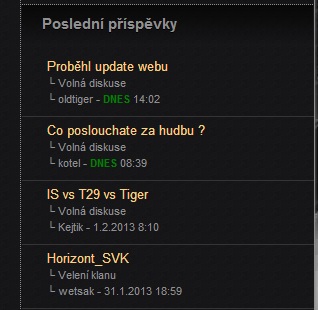 Poslední příspěvky
Proběhl update webu
└ Volná diskuse
└ oldtiger - DNES 14:02
Co poslouchate za hudbu ?
└ Volná diskuse
└ kotel - DNES 08:39
IS vs T29 vs Tiger
└ Volná diskuse
└ Kejtik - 1.2.2013 8:10
Horizont_SVK
└ Velení klanu
└ wetsak - 31.1.2013 18:59